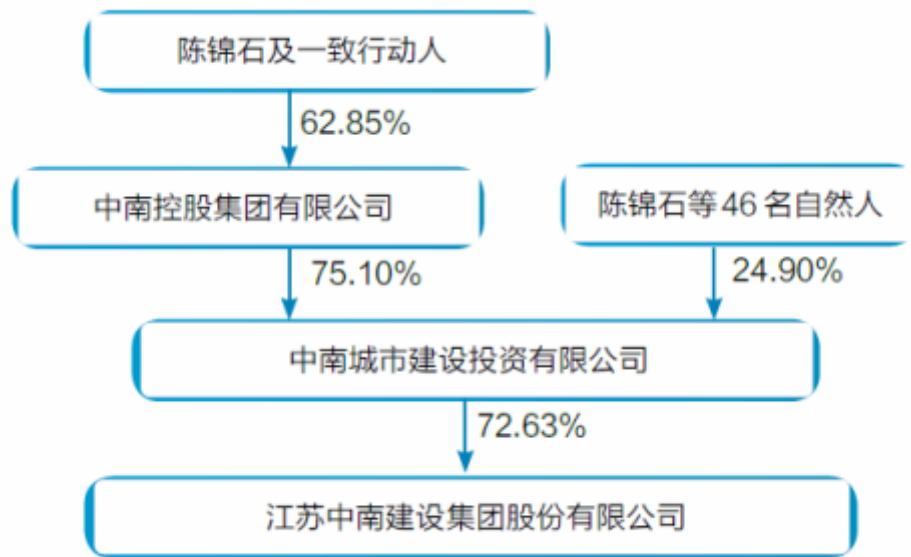 陈锦石及一致行动人
62.85%
中南控股集团有限公司
陈锦石等46名自然人
75.10%
24.90%
中南城市建设投资有限公司
72.63%
江苏中南建设集团股份有限公司